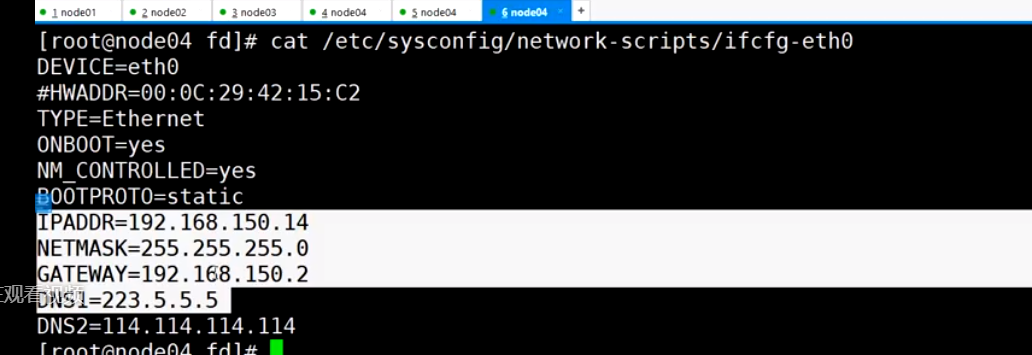 1 node01 2 node02 3 node03 4 node04 5 node04 6 node04 +
[root@node04 fd]# cat /etc/sysconfig/network-scripts/ifcfg-eth0
DEVICE=eth0
#HWADDR=00:0C:29:42:15:C2
TYPE=Ethernet
ONBOOT=yes
NM_CONTROLLED=yes
BOOTPROTO=static
IPADDR=192.168.150.14
NETMASK=255.255.255.0
GATEWAY=192.168.150.2
在观看视频
DNS1=223.5.5.5
DNS2=114.114.114.114
[root@node04 fd]#